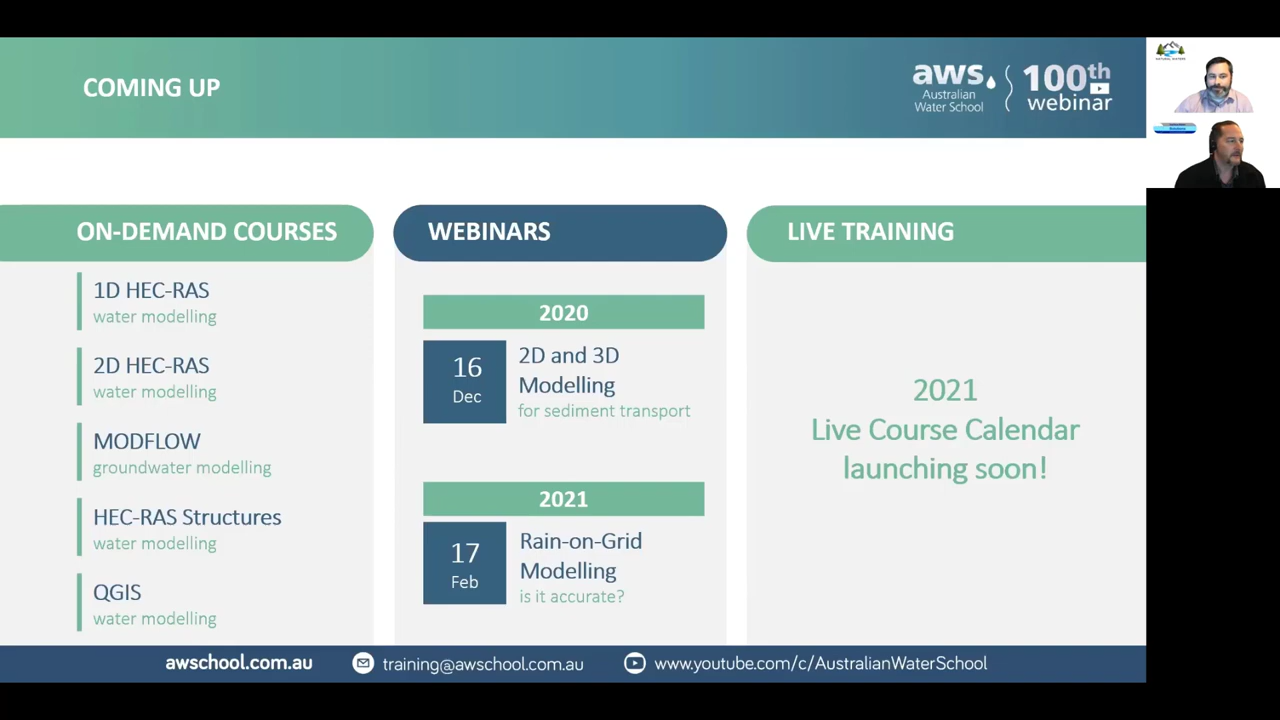 COMING UP
aws
Australian
Water School
100th
webinar
NATURAL WATERS
ON-DEMAND COURSES
1D HEC-RAS
water modelling
2D HEC-RAS
water modelling
MODFLOW
groundwater modelling
HEC-RAS Structures
water modelling
QGIS
water modelling
WEBINARS
2020
16
Dec
2D and 3D
Modelling
for sediment transport
2021
17
Feb
Rain-on-Grid
Modelling
is it accurate?
LIVE TRAINING
2021
Live Course Calendar
launching soon!
awschool.com.au
training@awschool.com.au
www.youtube.com/c/AustralianWaterSchool